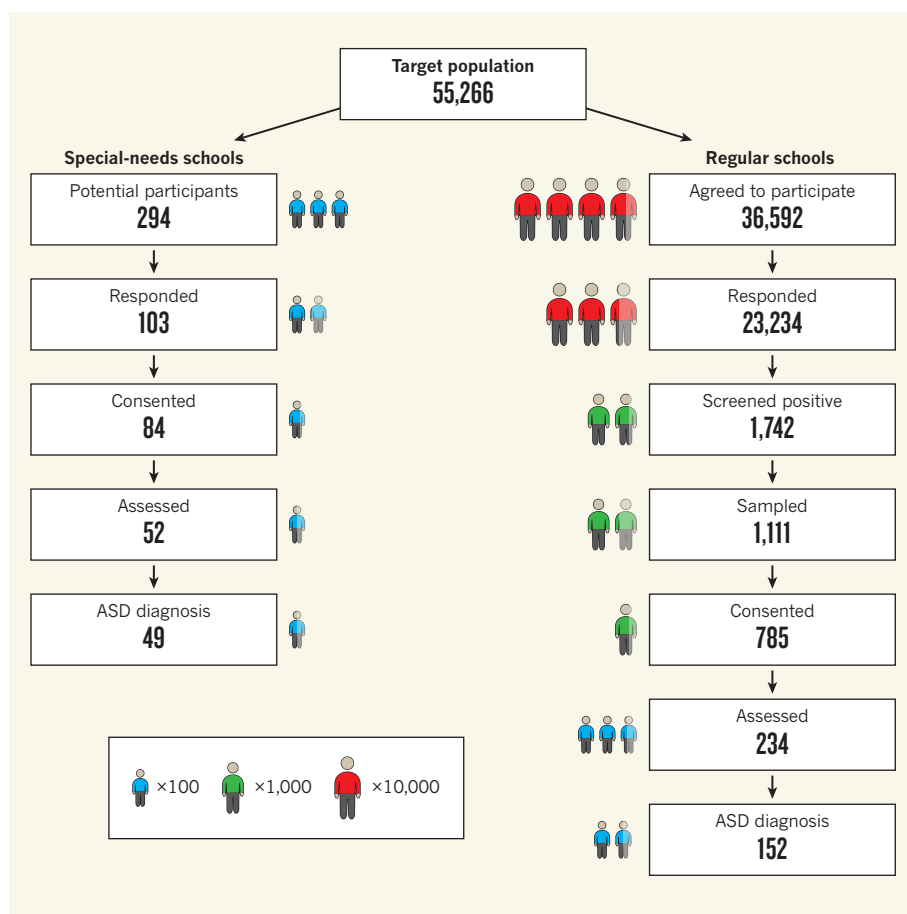 Target population
55,266
Special-needs schools
Potential participants
294
Responded
103
Consented
84
Assessed
52
ASD diagnosis
49
Regular schools
Agreed to participate
36,592
Responded
23,234
Screened positive
1,742
Sampled
1,111
Consented
785
Assessed
234
ASD diagnosis
152
×100 ×1,000 ×10,000